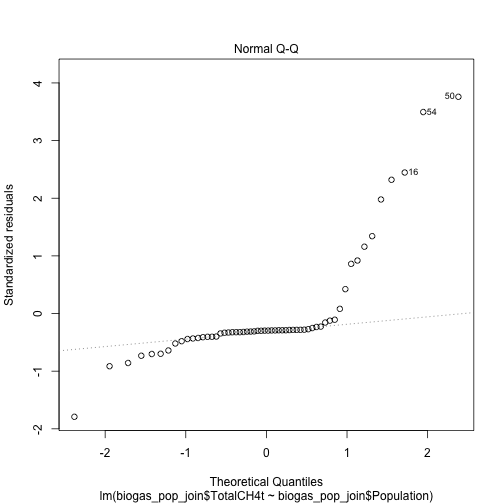 Normal Q-Q
4
3
2
1
0
-1
-2
Standardized residuals
50
54
16
-2 -1 0 1 2
Theoretical Quantiles
lm(biogas_pop_join$TotalCH4t ~ biogas_pop_join$Population)